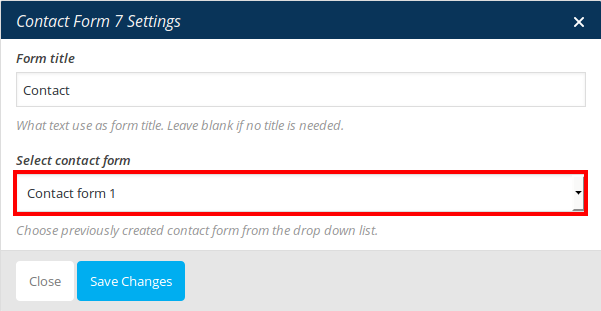 Contact Form 7 Settings
Form title
Contact
What text use as form title. Leave blank if no title is needed.
Select contact form
Contact form 1
Choose previously created contact form from the drop down list.
Close Save Changes